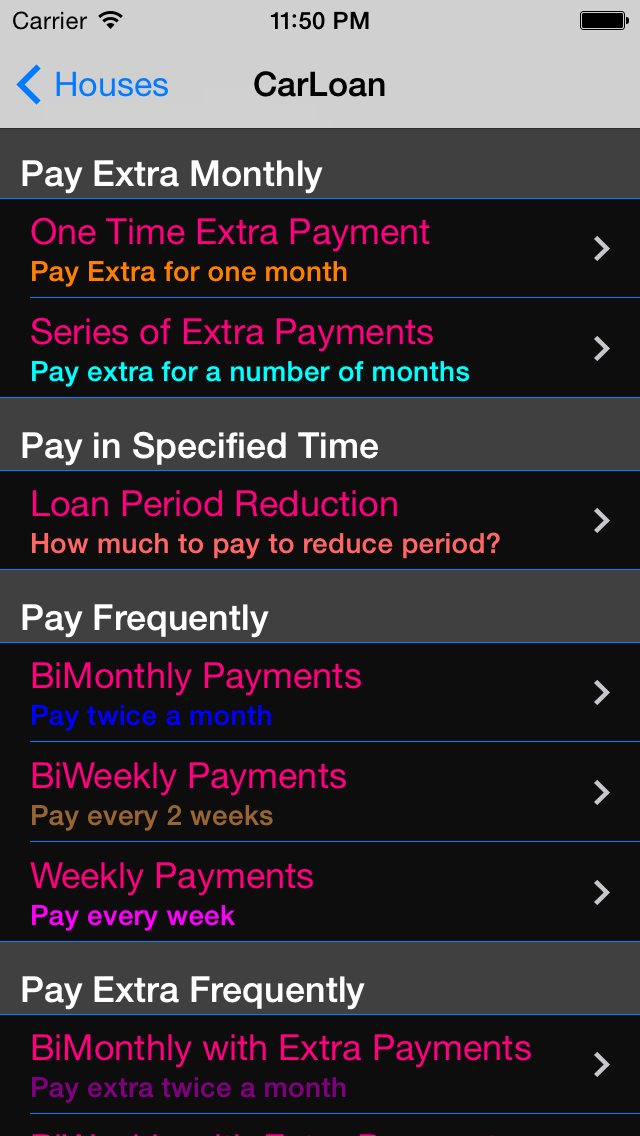 Carrier 11:50 PM
Houses CarLoan
Pay Extra Monthly
One Time Extra Payment
Pay Extra for one month
Series of Extra Payments
Pay extra for a number of months
Pay in Specified Time
Loan Period Reduction
How much to pay to reduce period?
Pay Frequently
BiMonthly Payments
Pay twice a month
BiWeekly Payments
Pay every 2 weeks
Weekly Payments
Pay every week
Pay Extra Frequently
BiMonthly with Extra Payments
Pay extra twice a month